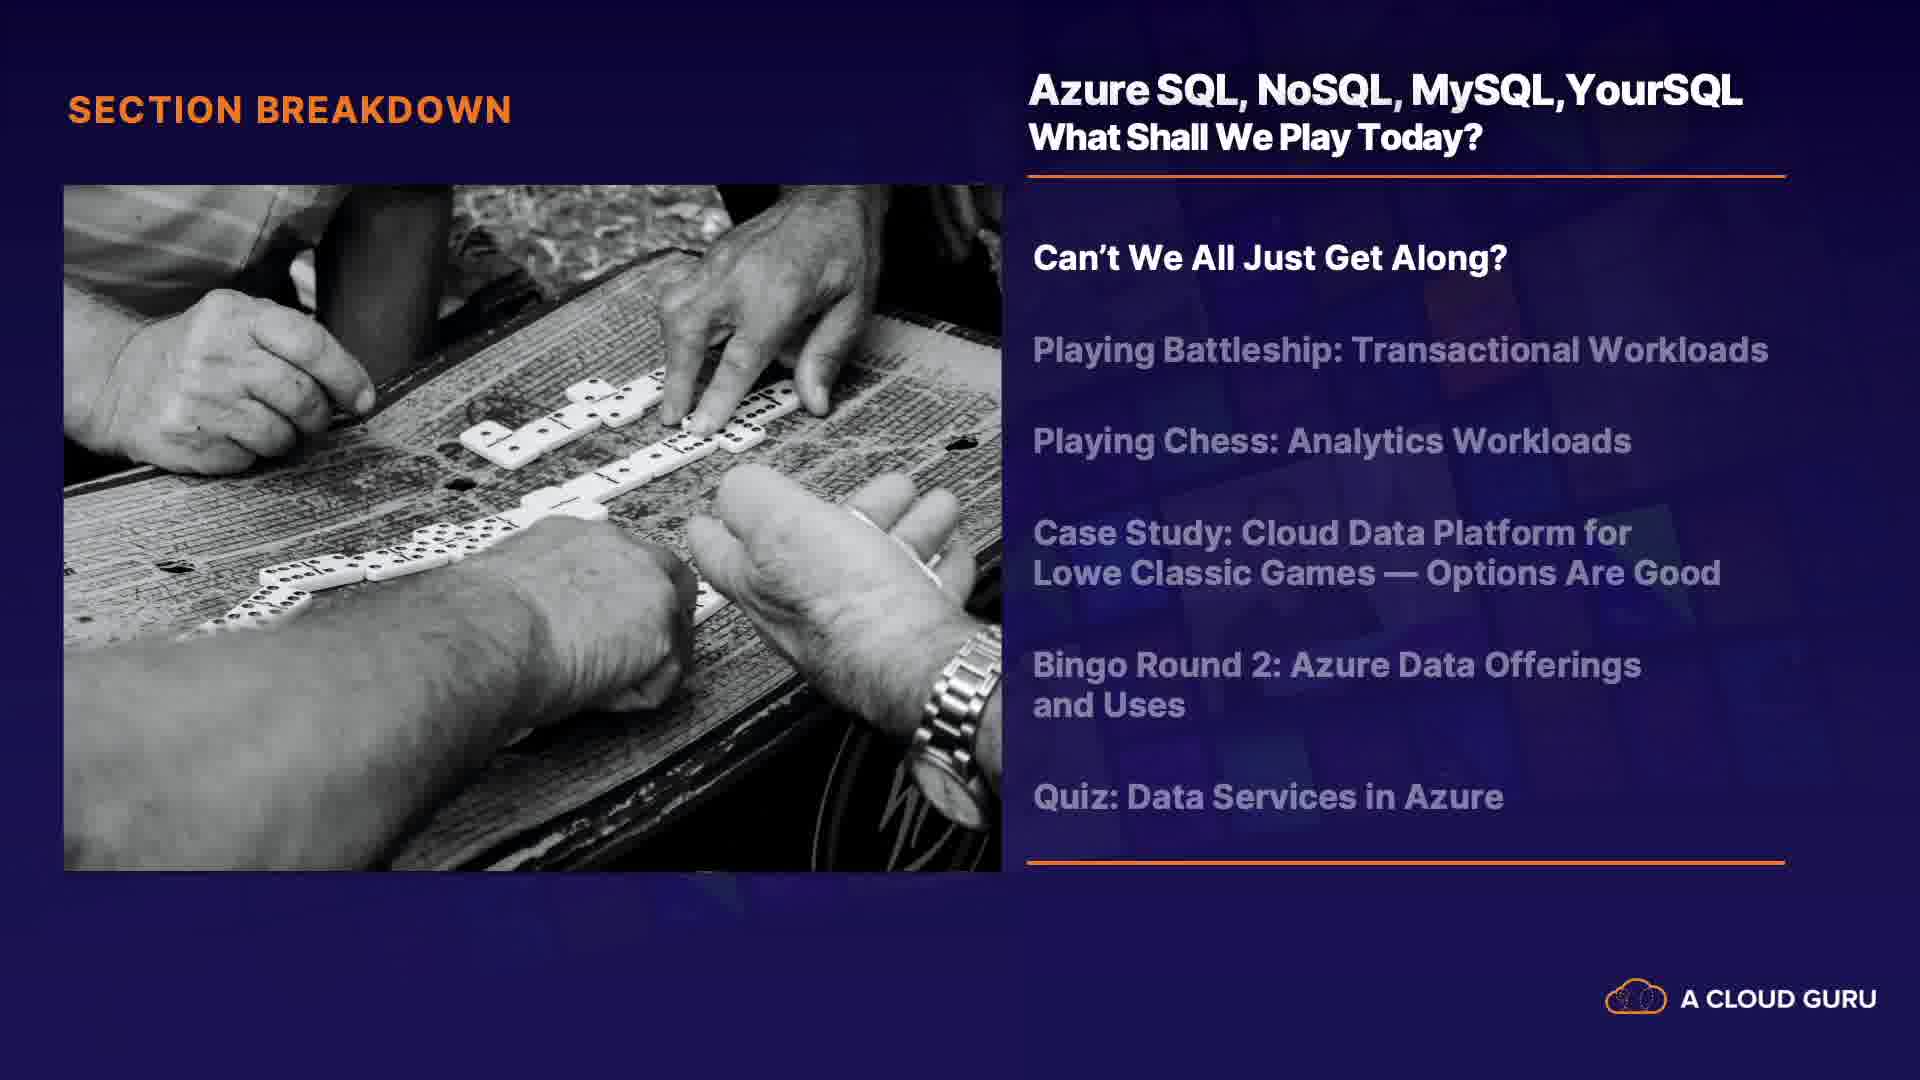 SECTION BREAKDOWN
Azure SQL, NoSQL, MySQL,YourSQL
What Shall We Play Today?
Can’t We All Just Get Along?
Playing Battleship: Transactional Workloads
Playing Chess: Analytics Workloads
Case Study: Cloud Data Platform for
Lowe Classic Games — Options Are Good
Bingo Round 2: Azure Data Offerings
and Uses
Quiz: Data Services in Azure
A CLOUD GURU